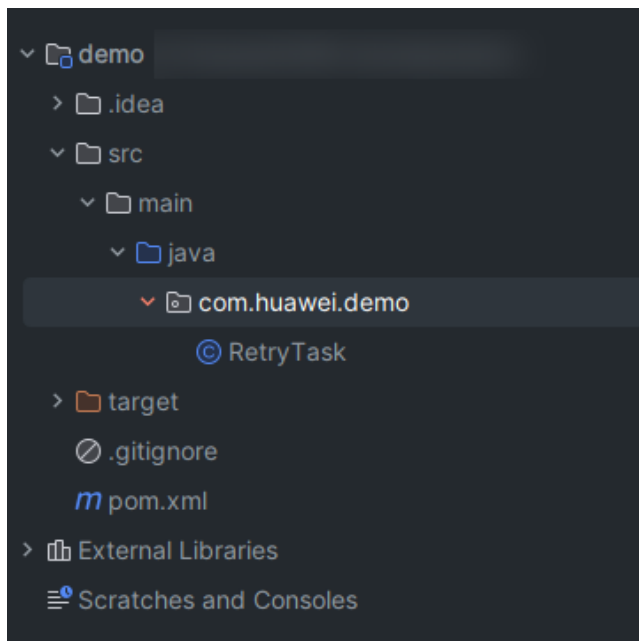 demo
.idea
src
main
java
com.huawei.demo
RetryTask
target
.gitignore
pom.xml
External Libraries
Scratches and Consoles